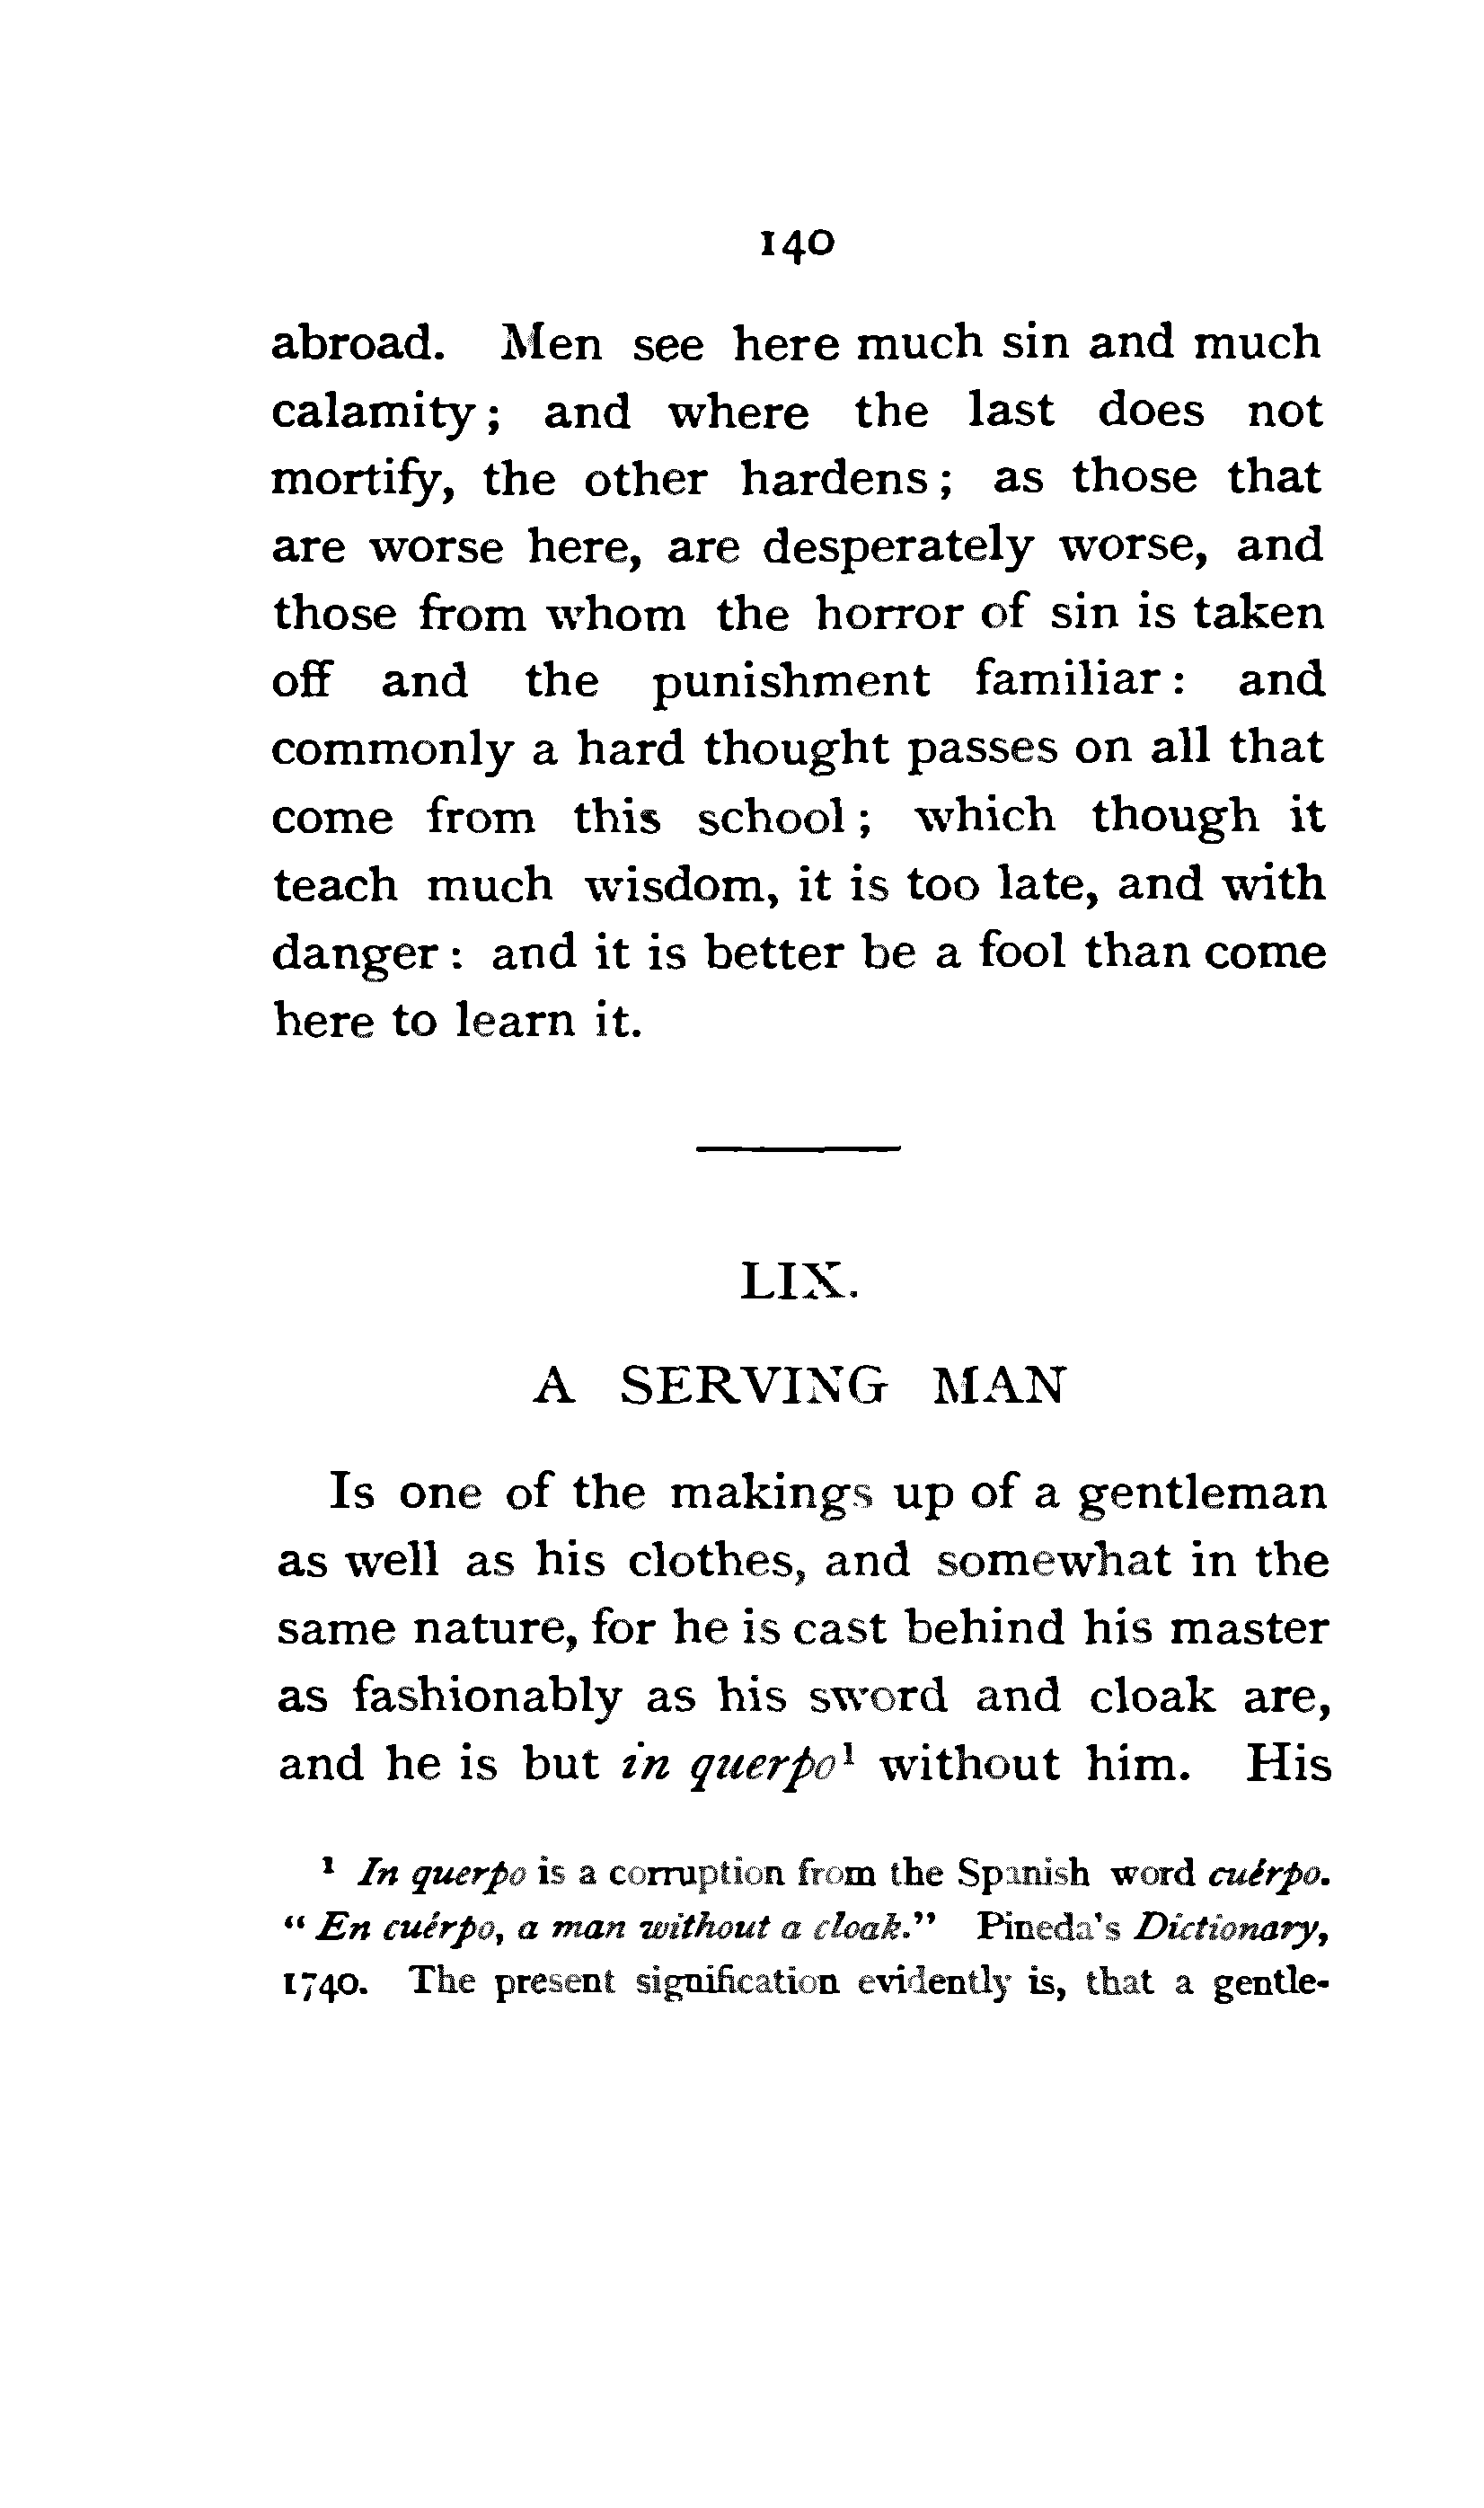 140
abroad. Men see here much sin and much
calamity; and where the last does not
mortify, the other hardens; as those that
are worse here, are desperately worse, and
those from whom the horror of sin is taken
off and the punishment familiar: and
commonly a hard thought passes on all that
come from this school; which though it
teach much wisdom, it is too late, and with
danger: and it is better be a fool than come
here to learn it.
LIX.
A SERVING MAN
Is one of the makings up of a gentleman
as well as his clothes, and somewhat in the
same nature, for he is cast behind his master
as fashionably as his sword and cloak are,
and he is but in querpo¹ without him. His
¹ In querpo is a corruption from the Spanish word cuérpo.
“En cuérpo, a man without a cloak.” Pineda's Dictionary,
1740. The present signification evidently is, that a gentle-